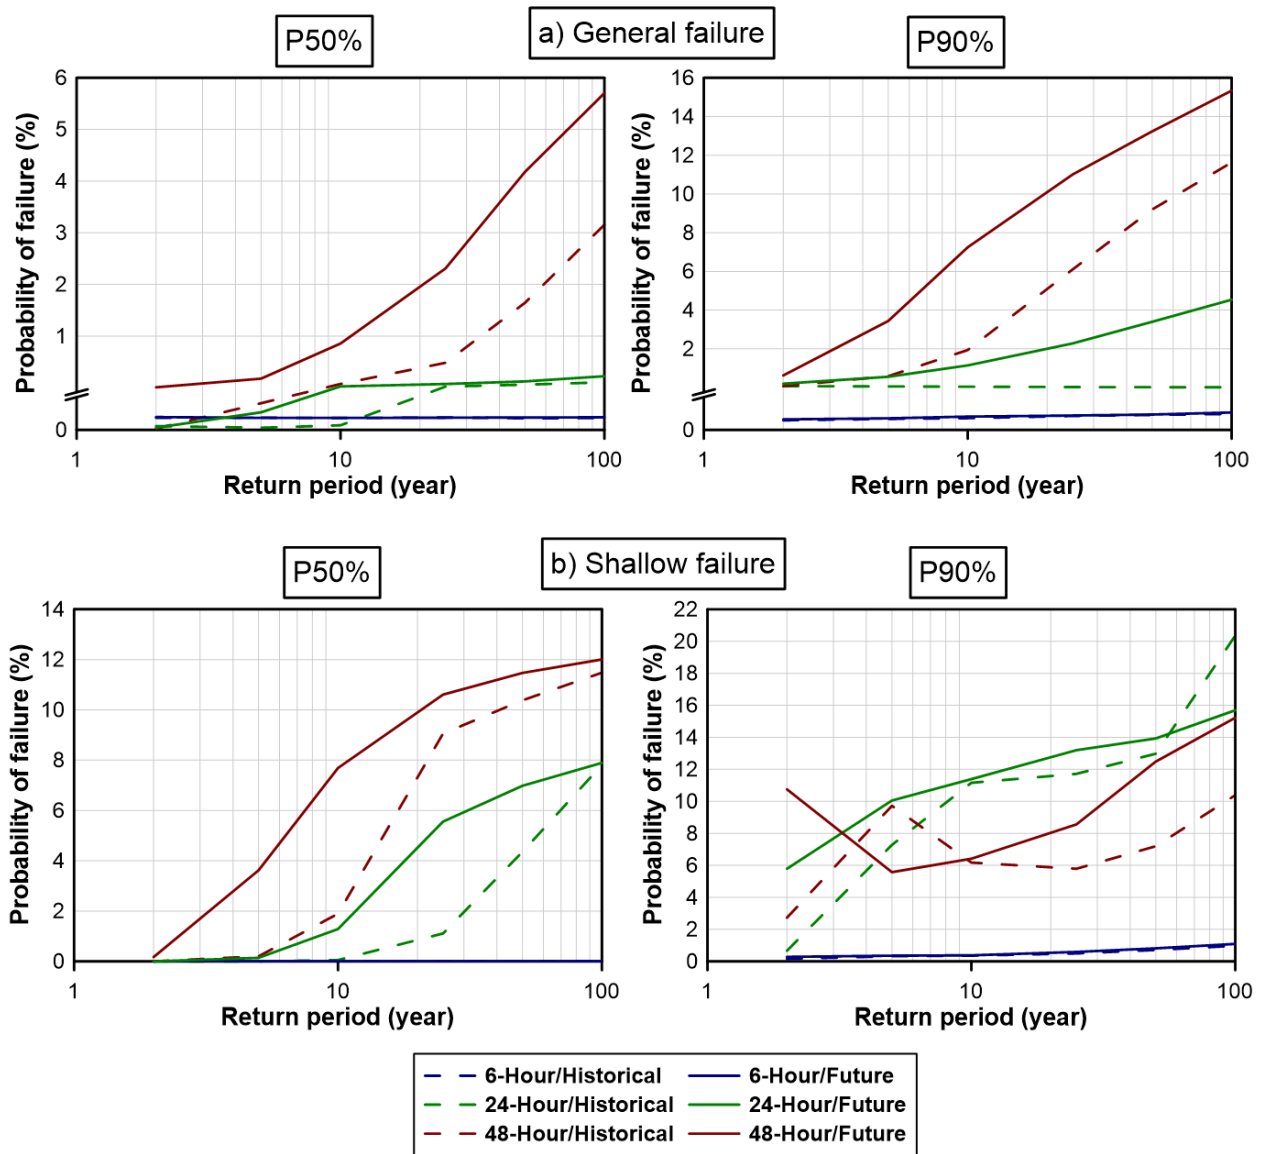 a) General failure
P50%
P90%
Probability of failure (%)
6
5
4
3
2
1
0
1
10
100
Return period (year)
Probability of failure (%)
16
14
12
10
8
6
4
2
0
1
10
100
Return period (year)
b) Shallow failure
P50%
P90%
Probability of failure (%)
14
12
10
8
6
4
2
0
1
10
100
Return period (year)
Probability of failure (%)
22
20
18
16
14
12
10
8
6
4
2
0
1
10
100
Return period (year)
6-Hour/Historical
6-Hour/Future
24-Hour/Historical
24-Hour/Future
48-Hour/Historical
48-Hour/Future